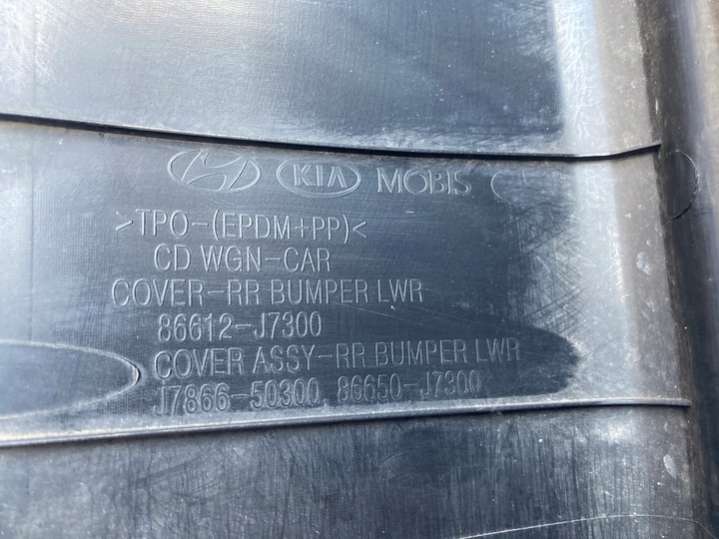 KIA MOBIS
>TPO-(EPDM+PP)<
CD WGN-CAR
COVER-RR BUMPER LWR
86612-J7300
COVER ASSY-RR BUMPER LWR
J7866-50300 86650-J7300